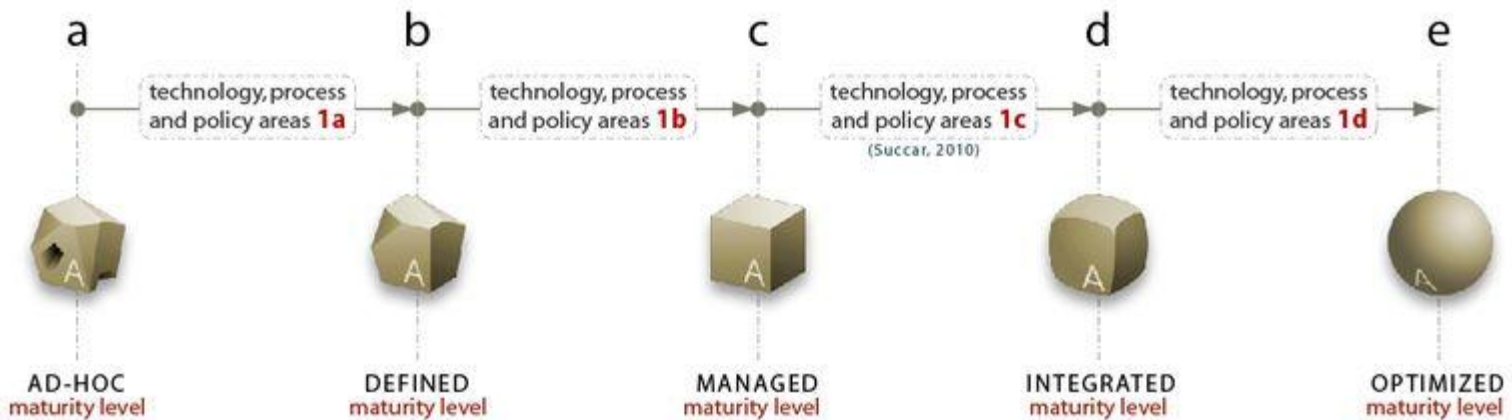 a
b
c
d
e
technology, process
and policy areas 1a
technology, process
and policy areas 1b
technology, process
and policy areas 1c
(Succar, 2010)
technology, process
and policy areas 1d
A
A
A
A
A
AD-HOC
maturity level
DEFINED
maturity level
MANAGED
maturity level
INTEGRATED
maturity level
OPTIMIZED
maturity level